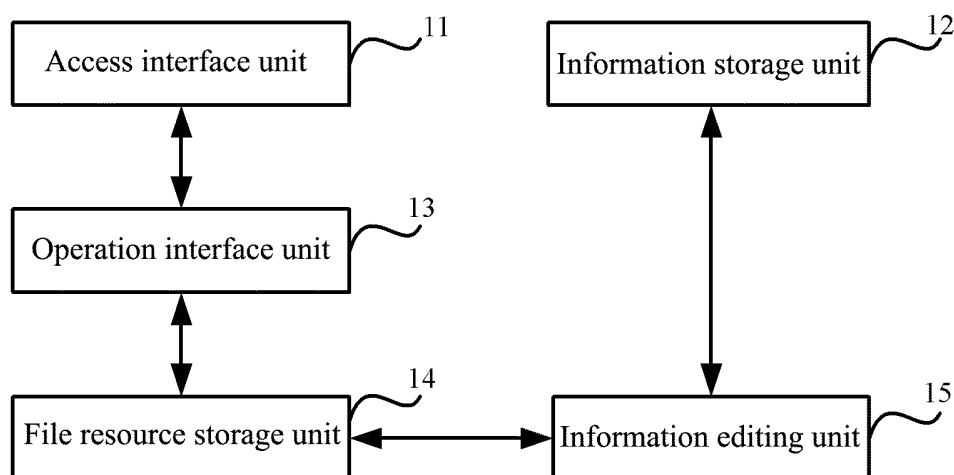 Access interface unit
11
Information storage unit
12
Operation interface unit
13
File resource storage unit
14
Information editing unit
15